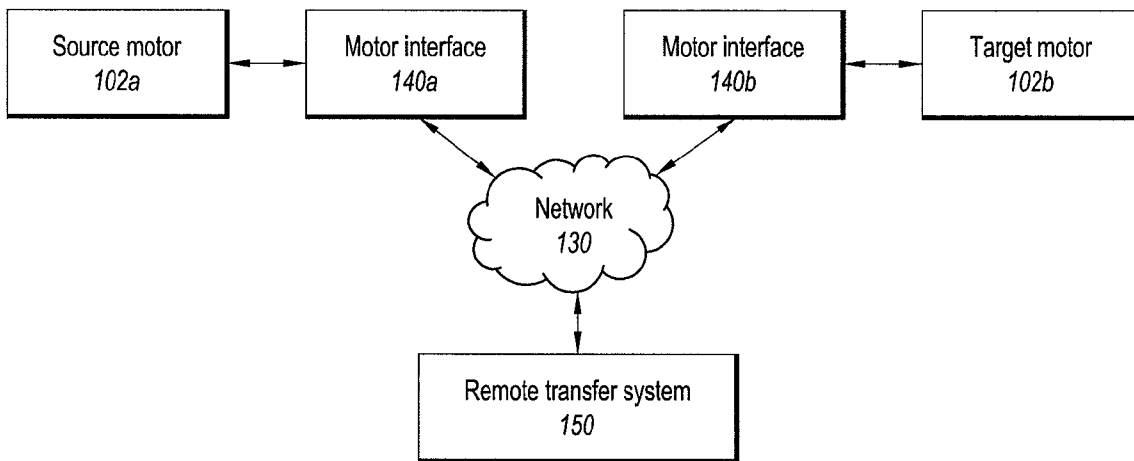 Source motor
102a
Motor interface
140a
Motor interface
140b
Target motor
102b
Network
130
Remote transfer system
150